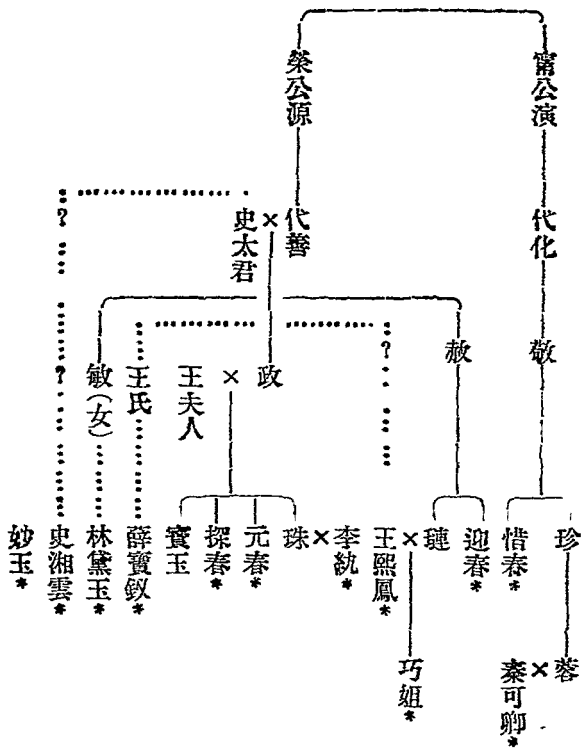 甯公演
榮公源
代化
代善
×
史太君
?
敬
赦
?
政
×
王夫人
王氏
敏(女)
?
珍
惜春*
迎春*
璉
×
王熙鳳*
李紈*
×
珠
元春*
探春*
寳玉
薛寶釵*
林黛玉*
史湘雲*
妙玉*
蓉
×
秦可卿*
巧姐*